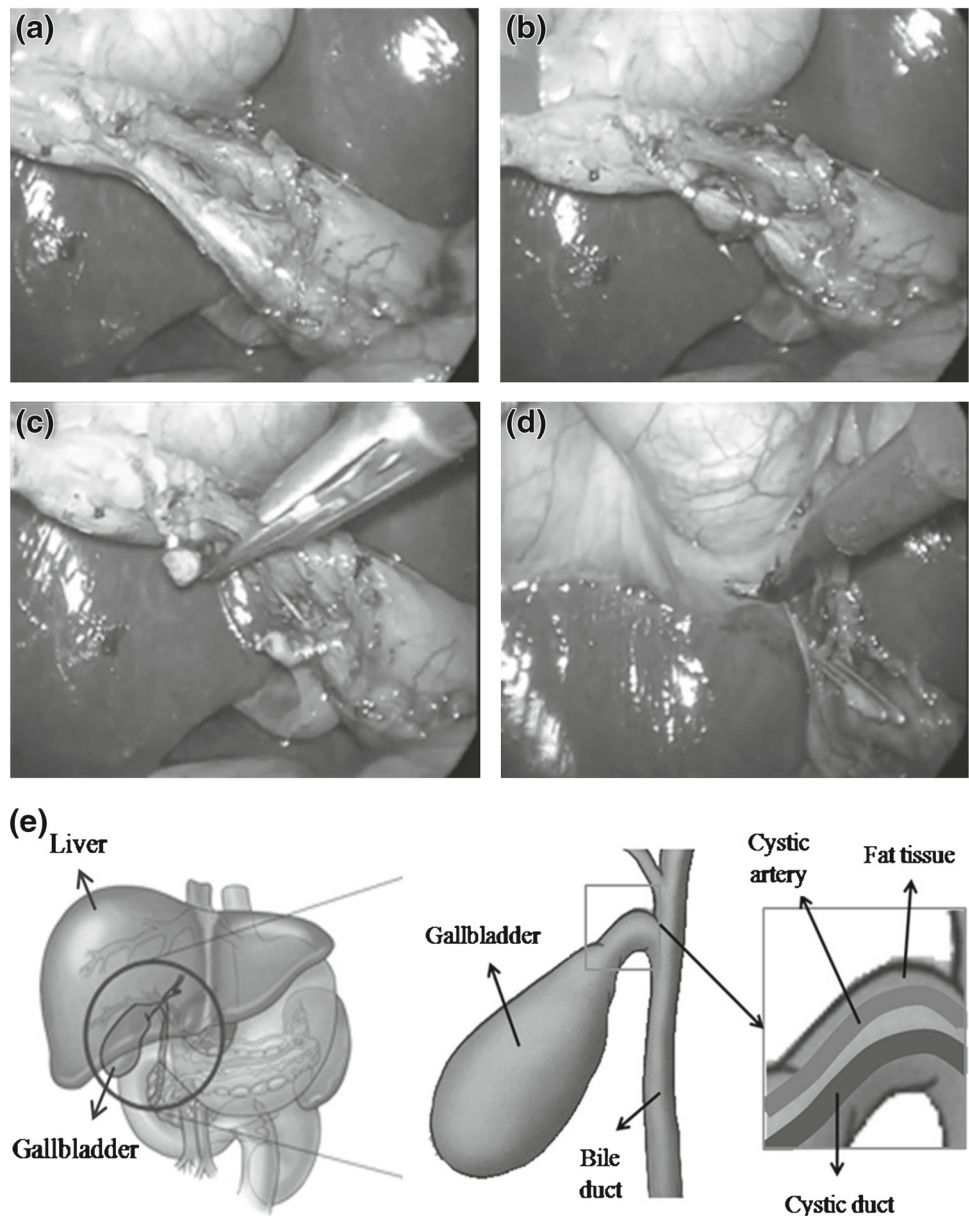 (a)
(b)
(c)
(d)
(e)
Liver
Gallbladder
Gallbladder
Bile
duct
Cystic
artery
Fat tissue
Cystic duct